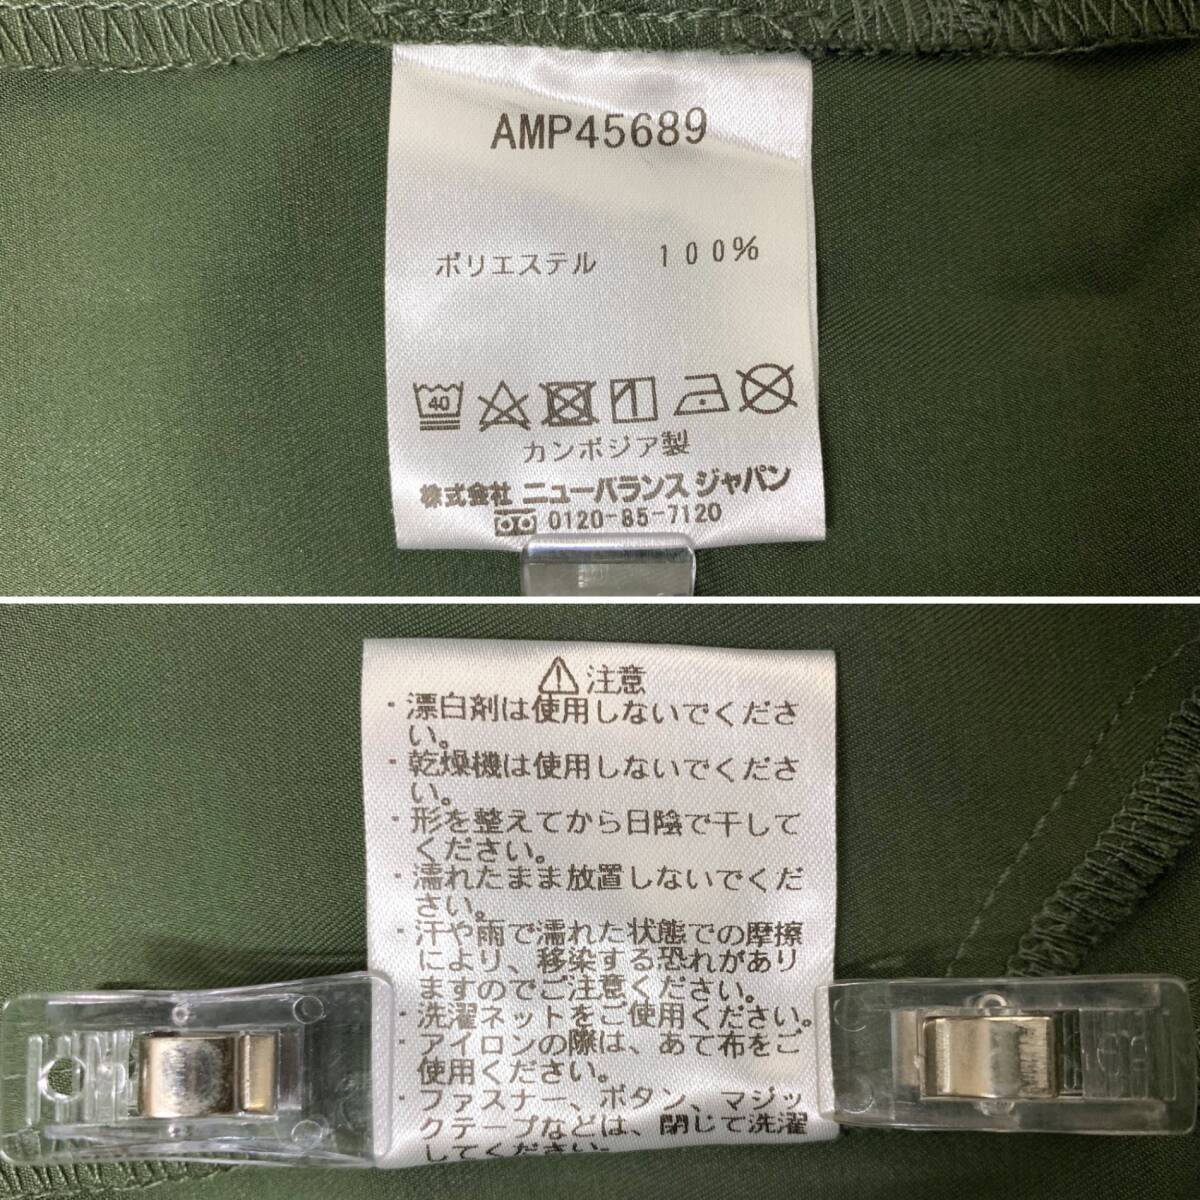 AMP45689
ポリエステル　100%
40
カンボジア製
株式会社 ニューバランス ジャパン
0120-85-7120
注意
・漂白剤は使用しないでくださ
い。
・乾燥機は使用しないでくださ
い。
・形を整えてから日陰で干して
ください。
・濡れたまま放置しないでくだ
さい。
・汗や雨で濡れた状態での摩擦
により、移染する恐れがあり
ますのでご注意ください。
・洗濯ネットをご使用ください。
・アイロンの際は、あて布をご
使用ください。
・ファスナー、ボタン、マジッ
クテープなどは、閉じて洗濯
してください。